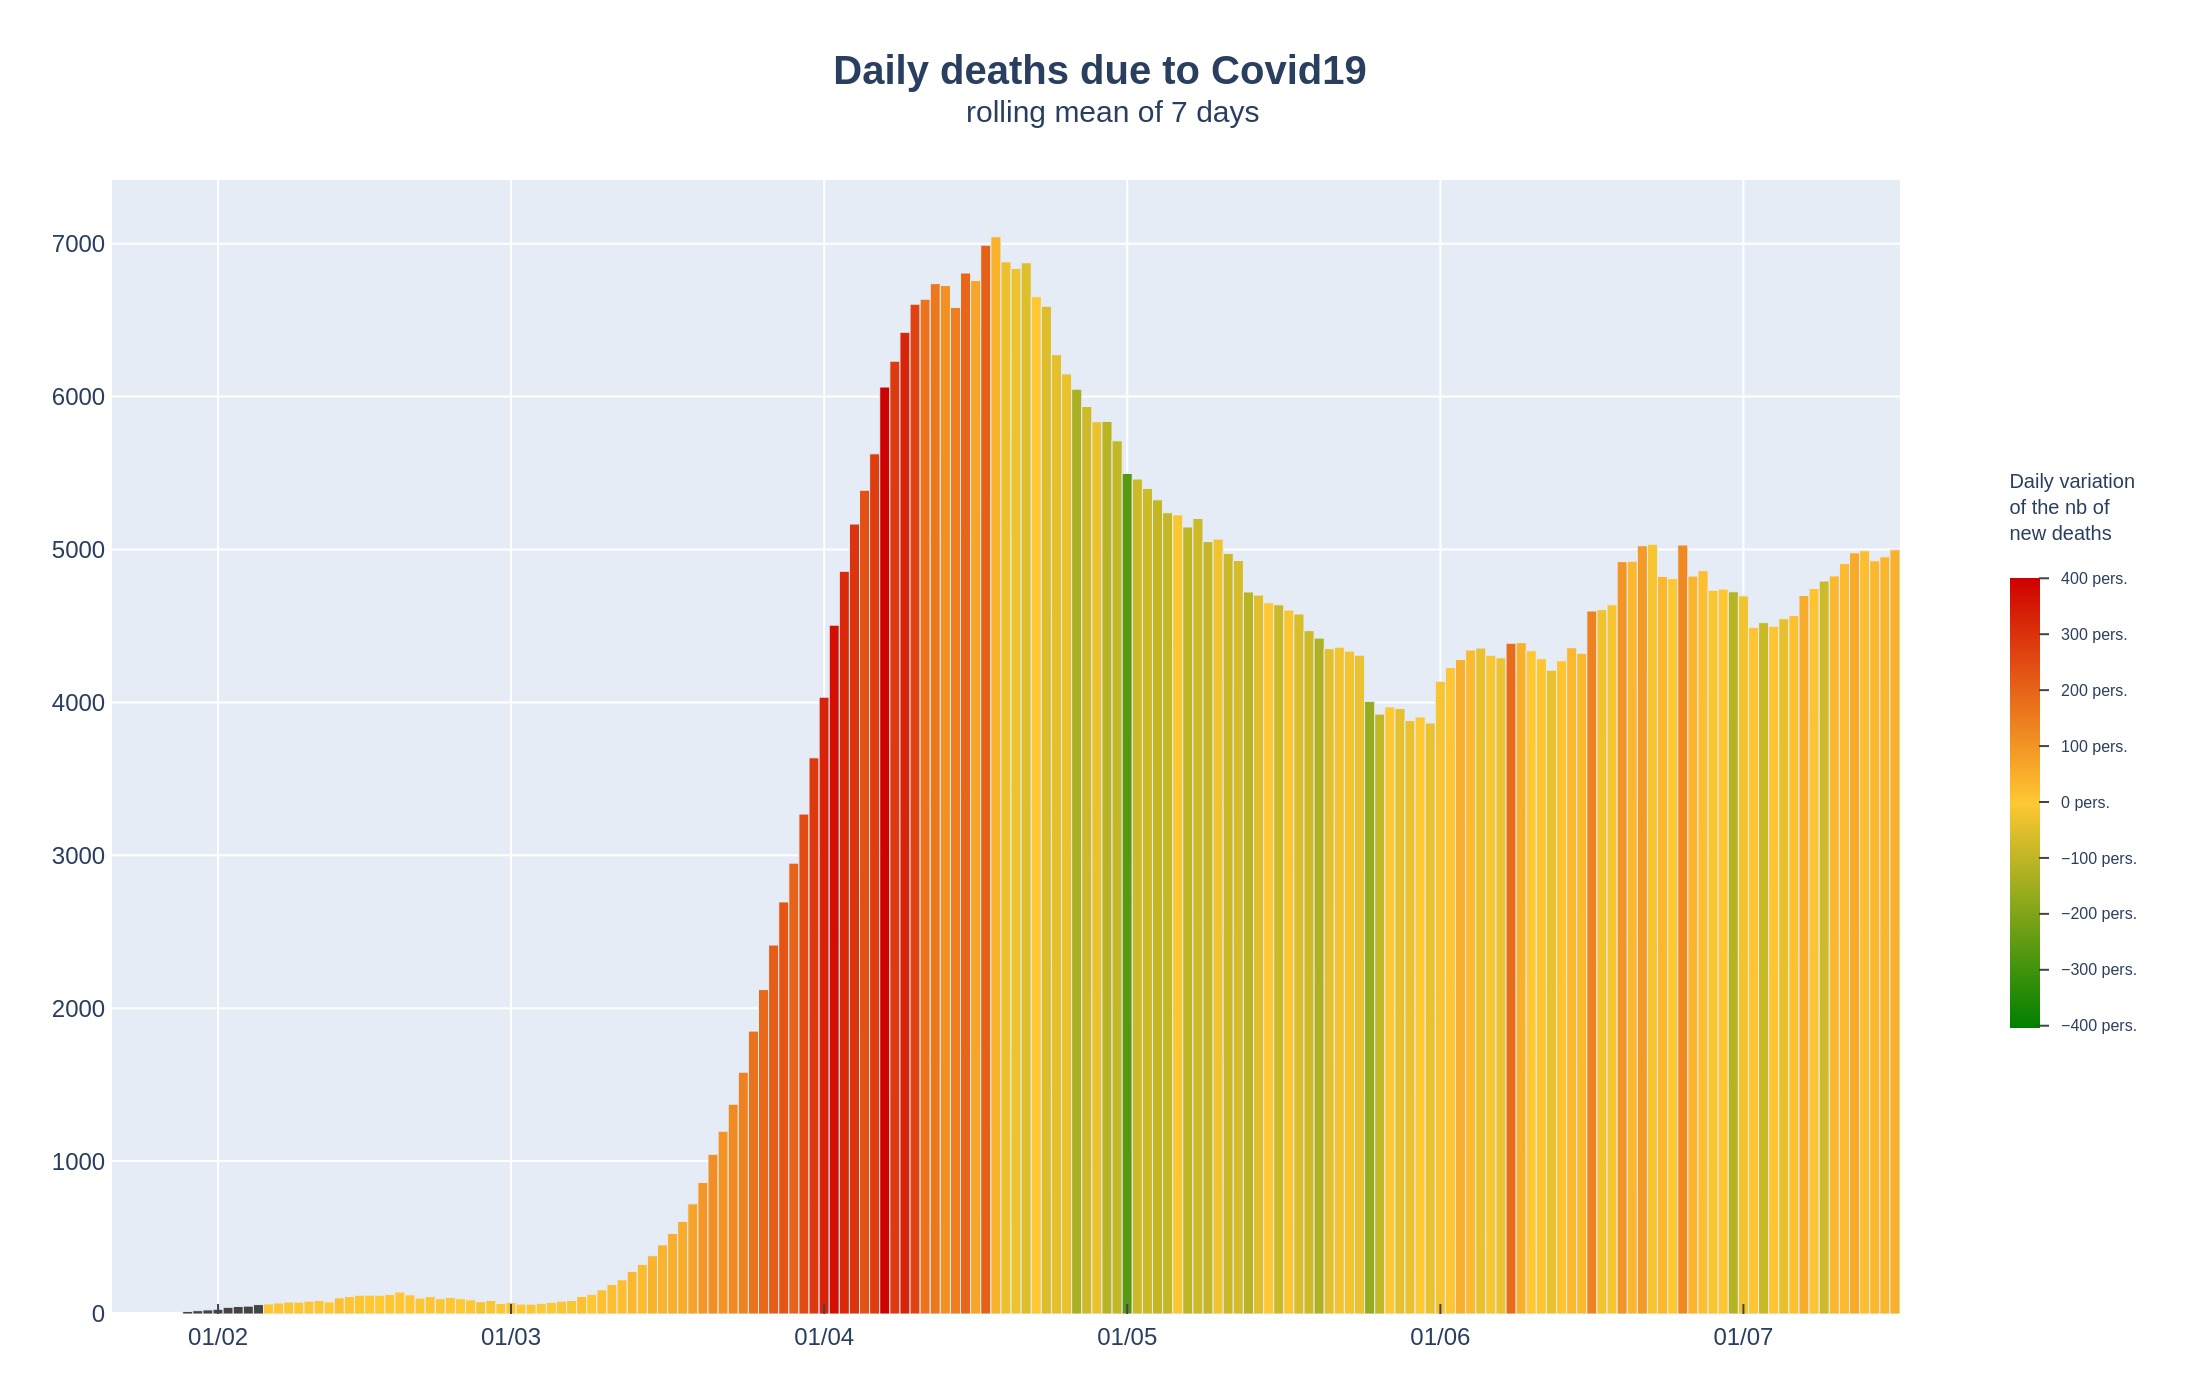 Daily deaths due to Covid19
rolling mean of 7 days
7000
6000
5000
4000
3000
2000
1000
0
01/02
01/03
01/04
01/05
01/06
01/07
Daily variation
of the nb of
new deaths
400 pers.
300 pers.
200 pers.
100 pers.
0 pers.
−100 pers.
−200 pers.
−300 pers.
−400 pers.